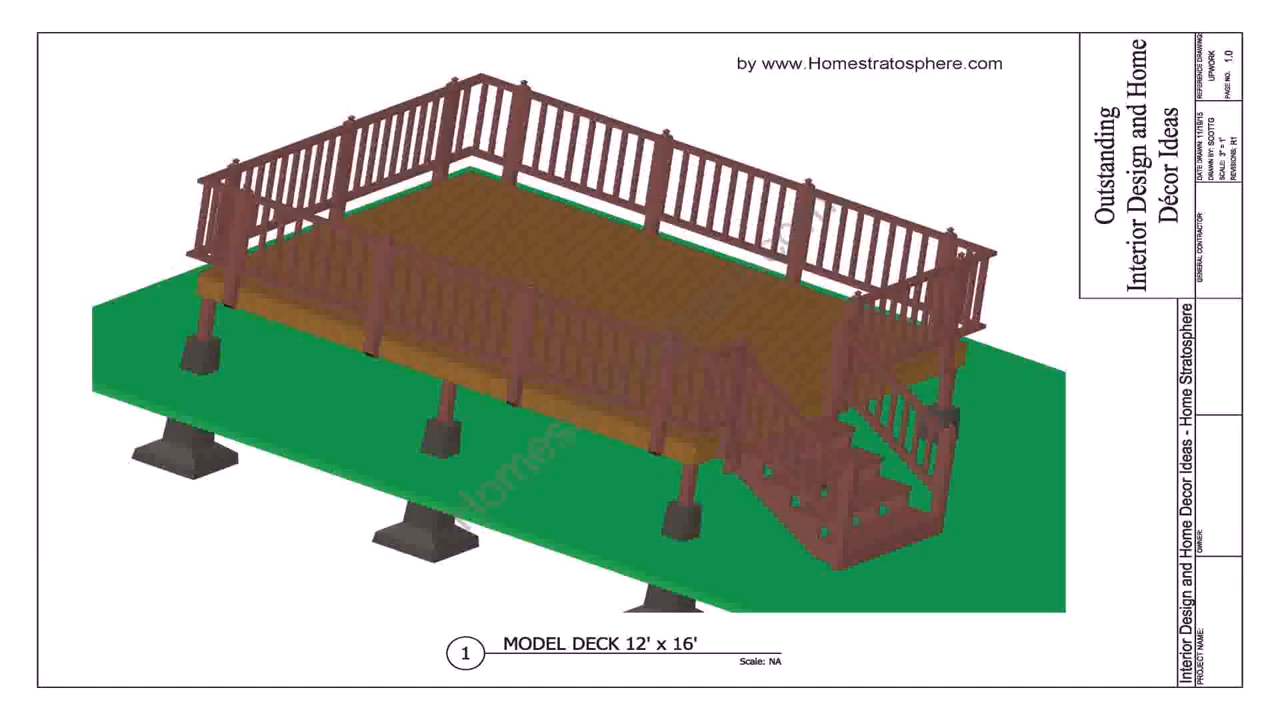 by www.Homestratosphere.com
Outstanding
Interior Design and Home
Décor Ideas
REFERENCE DRAWING:
UPWORK
PAGE NO. 1.0
DATE DRAWN: 11/19/15
DRAWN BY: SCOTTG
SCALE: 3" = 1'
REVISIONS: R1
GENERAL CONTRACTOR:
OWNER:
Interior Design and Home Decor Ideas - Home Stratosphere
PROJECT NAME:
1
MODEL DECK 12' x 16'
Scale: NA